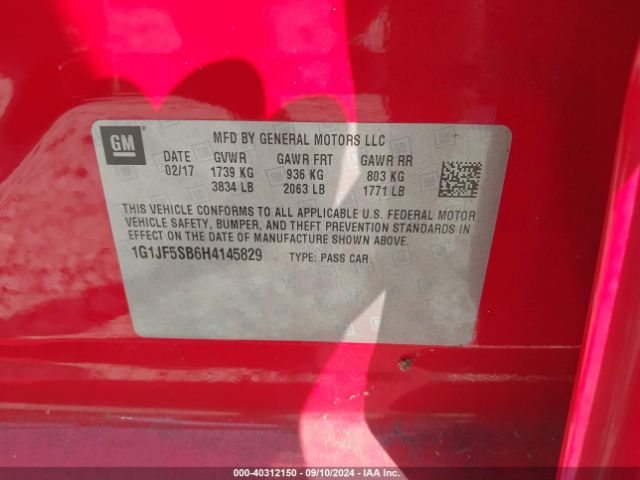 GM
MFD BY GENERAL MOTORS LLC
DATE GVWR GAWR FRT GAWR RR
02/17 1739 KG 936 KG 803 KG
3834 LB 2063 LB 1771 LB
THIS VEHICLE CONFORMS TO ALL APPLICABLE U.S. FEDERAL MOTOR
VEHICLE SAFETY, BUMPER, AND THEFT PREVENTION STANDARDS IN
EFFECT ON THE DATE OF MANUFACTURE SHOWN ABOVE.
1G1JF5SB6H4145829 TYPE: PASS CAR
000-40312150 - 09/10/2024 - IAA Inc.